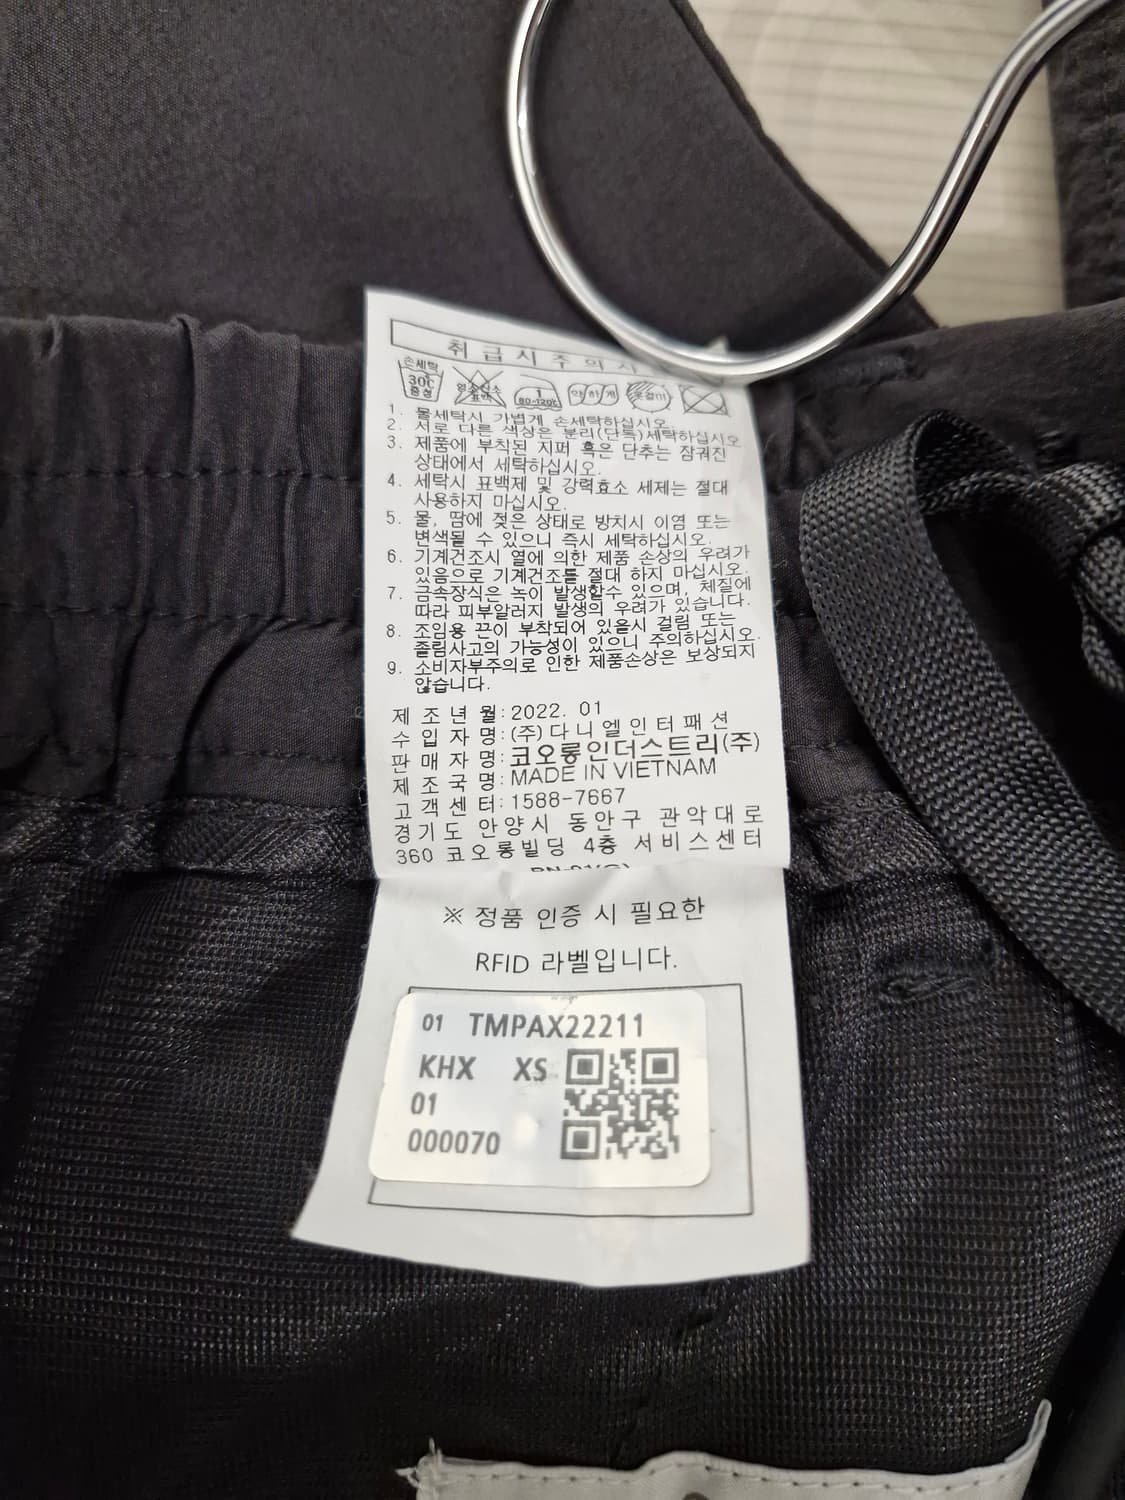 취급시주의사
손세탁
30℃
중성
염소탄소
표백
1
80-120℃
약하게
옷걸이
1. 물세탁시 가볍게 손세탁하십시오.
2. 서로 다른 색상은 분리(단독)세탁하십시오
3. 제품에 부착된 지퍼 혹은 단추는 잠궈진
상태에서 세탁하십시오.
4. 세탁시 표백제 및 강력효소 세제는 절대
사용하지 마십시오.
5. 물, 땀에 젖은 상태로 방치시 이염 또는
변색될 수 있으니 즉시 세탁하십시오.
6. 기계건조시 열에 의한 제품 손상의 우려가
있음으로 기계건조를 절대 하지 마십시오.
7. 금속장식은 녹이 발생할수 있으며, 체질에
따라 피부알러지 발생의 우려가 있습니다.
8. 조임용 끈이 부착되어 있을시 걸림 또는
졸림사고의 가능성이 있으니 주의하십시오.
9. 소비자부주의로 인한 제품손상은 보상되지
않습니다.
제 조 년 월 : 2022. 01
수 입 자 명 : (주)다니엘인터패션
판 매 자 명 : 코오롱인더스트리(주)
제 조 국 명 : MADE IN VIETNAM
고 객 센 터 : 1588-7667
경기도 안양시 동안구 관악대로
360 코오롱빌딩 4층 서비스센터
※ 정품 인증 시 필요한
RFID 라벨입니다.
01 TMPAX22211
KHX XS
01
000070